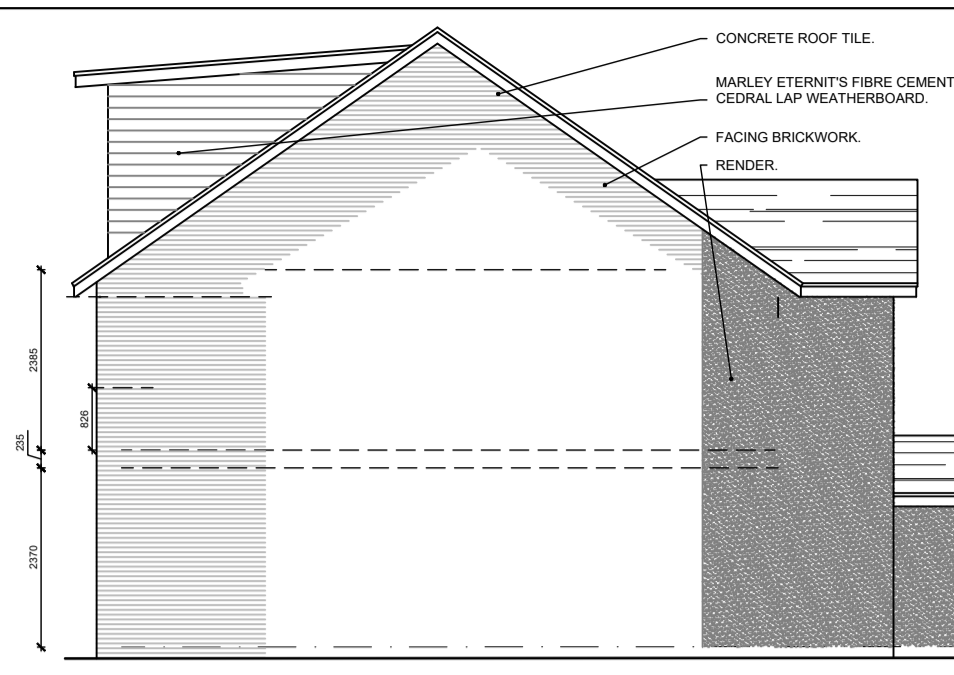 CONCRETE ROOF TILE.
MARLEY ETERNIT'S FIBRE CEMENT
CEDRAL LAP WEATHERBOARD.
FACING BRICKWORK.
RENDER.
2385
826
235
2370